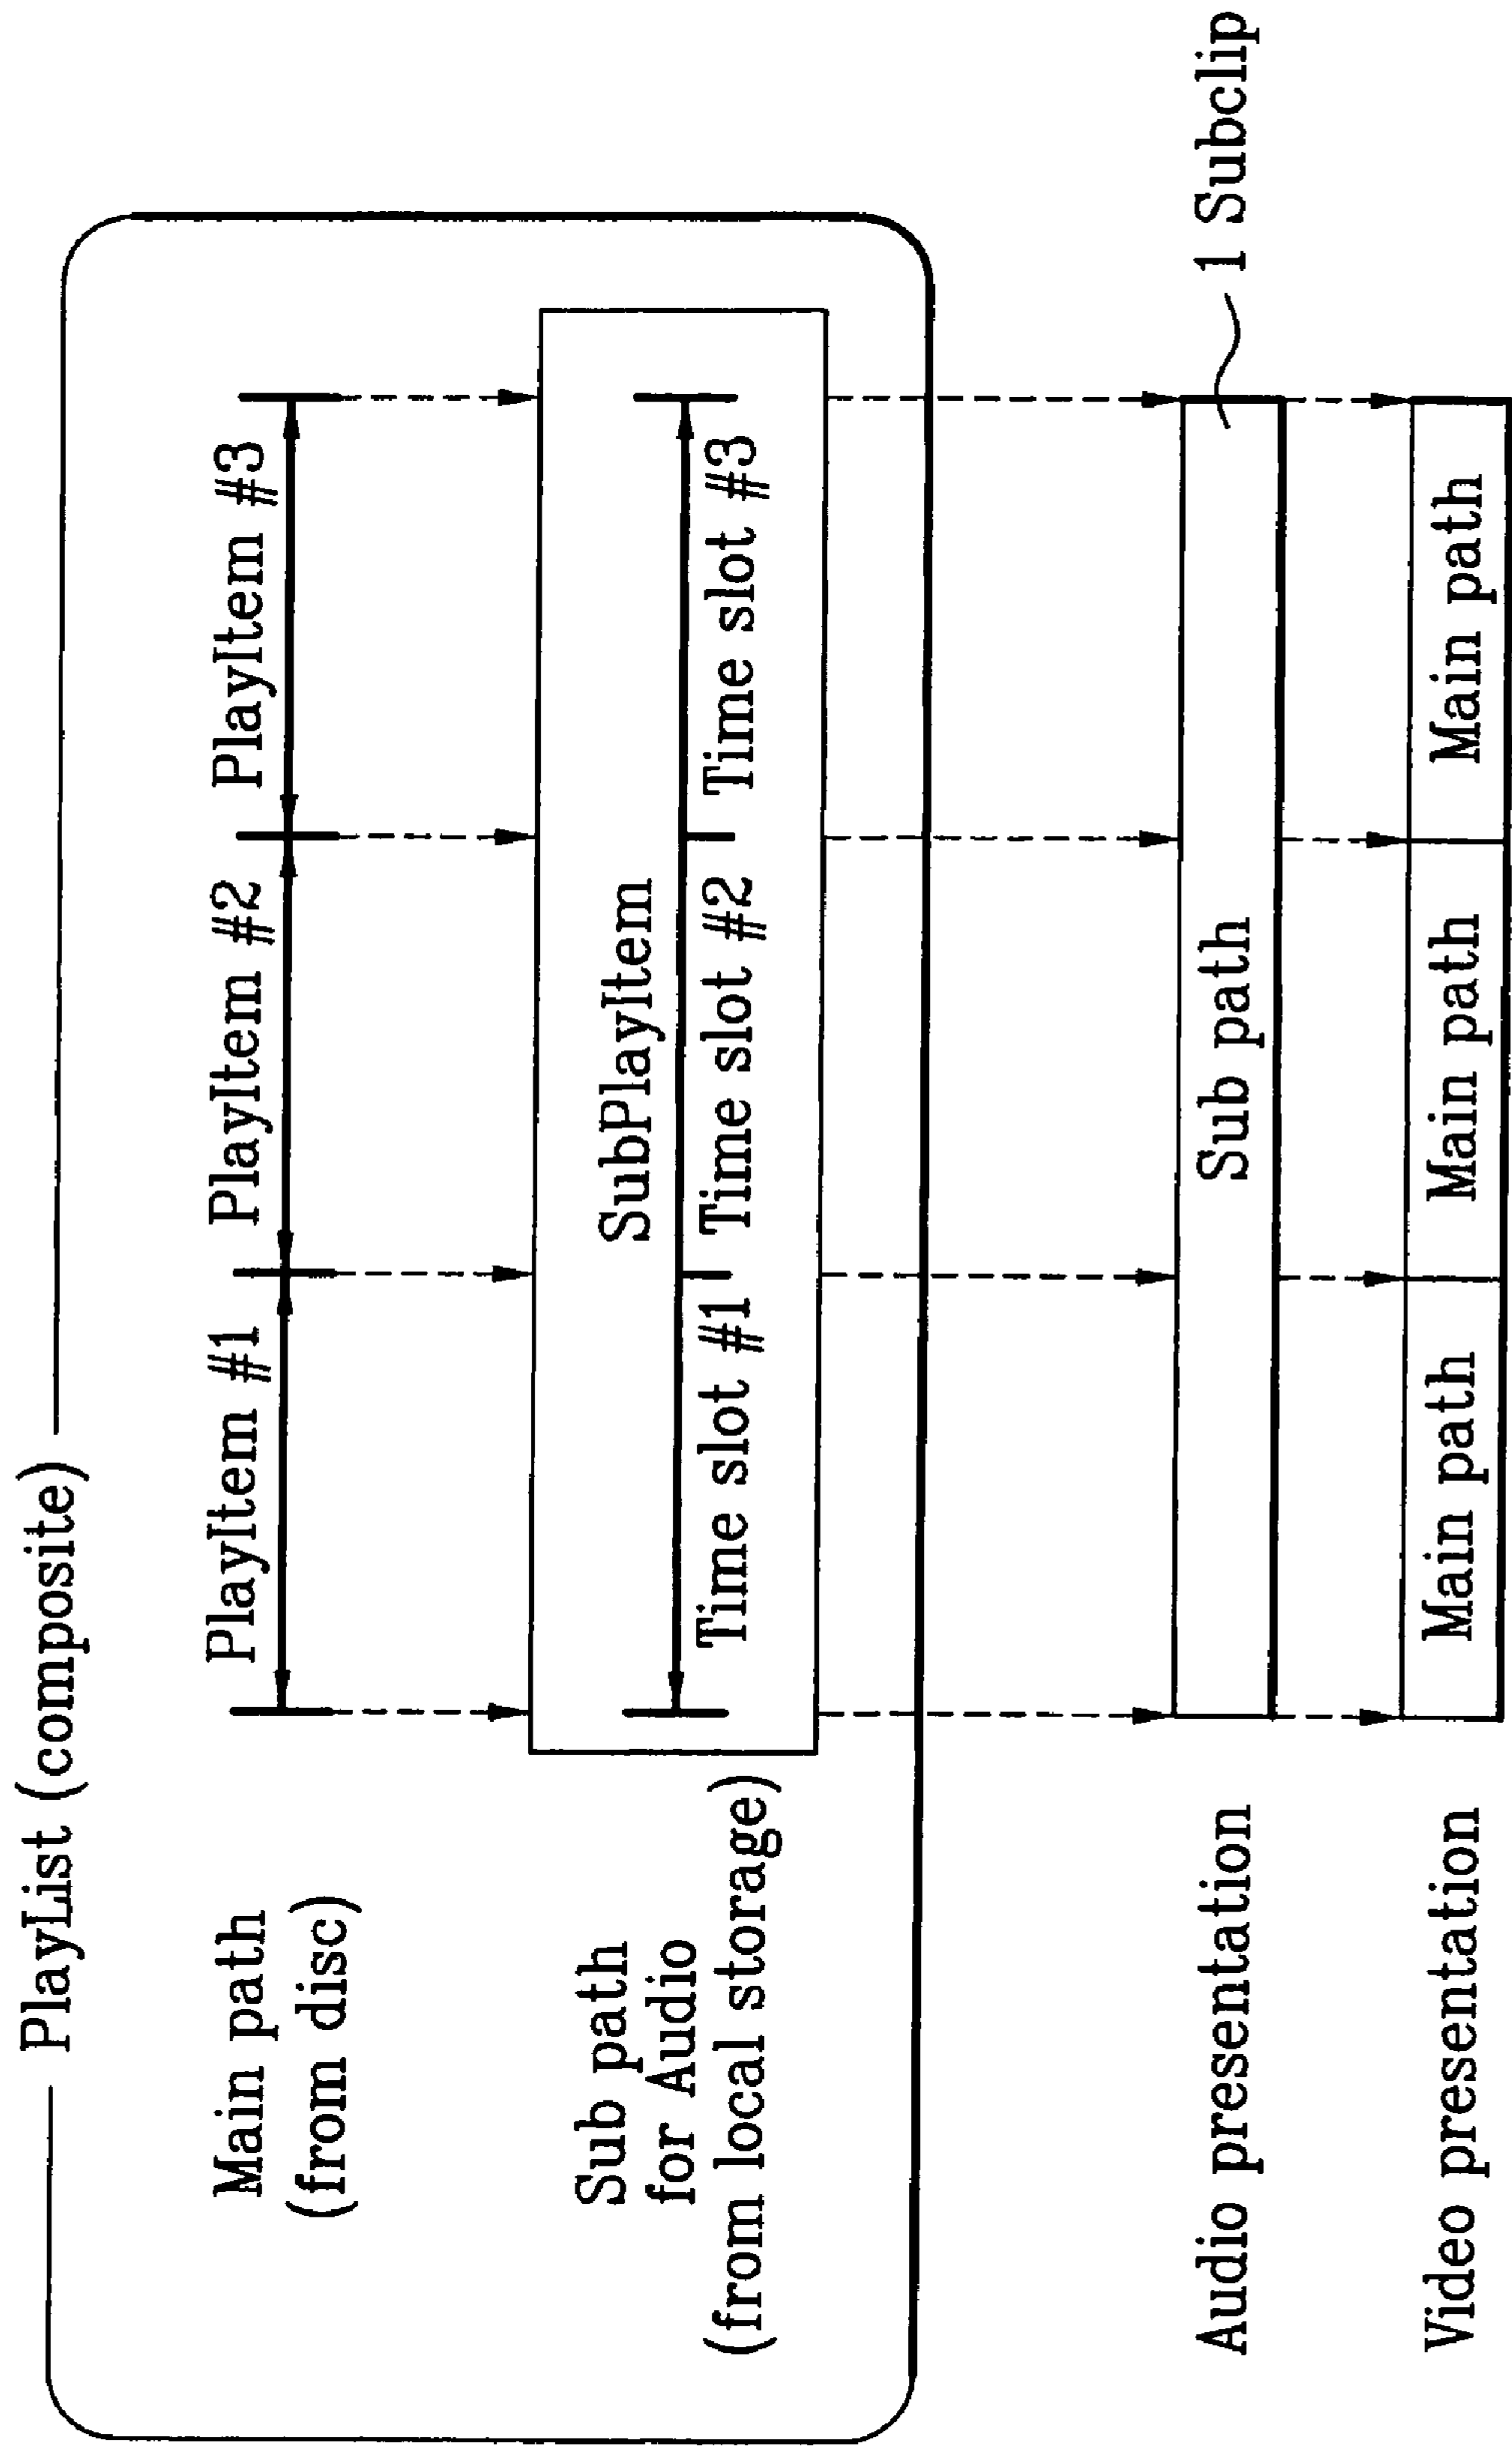 PlayList (composite)
Main path
(from disc)
PlayItem #1
PlayItem #2
PlayItem #3
Sub path
for Audio
(from local storage)
SubPlayItem
Time slot #1
Time slot #2
Time slot #3
Audio presentation
Sub path
1 Subclip
Video presentation
Main path
Main path
Main path